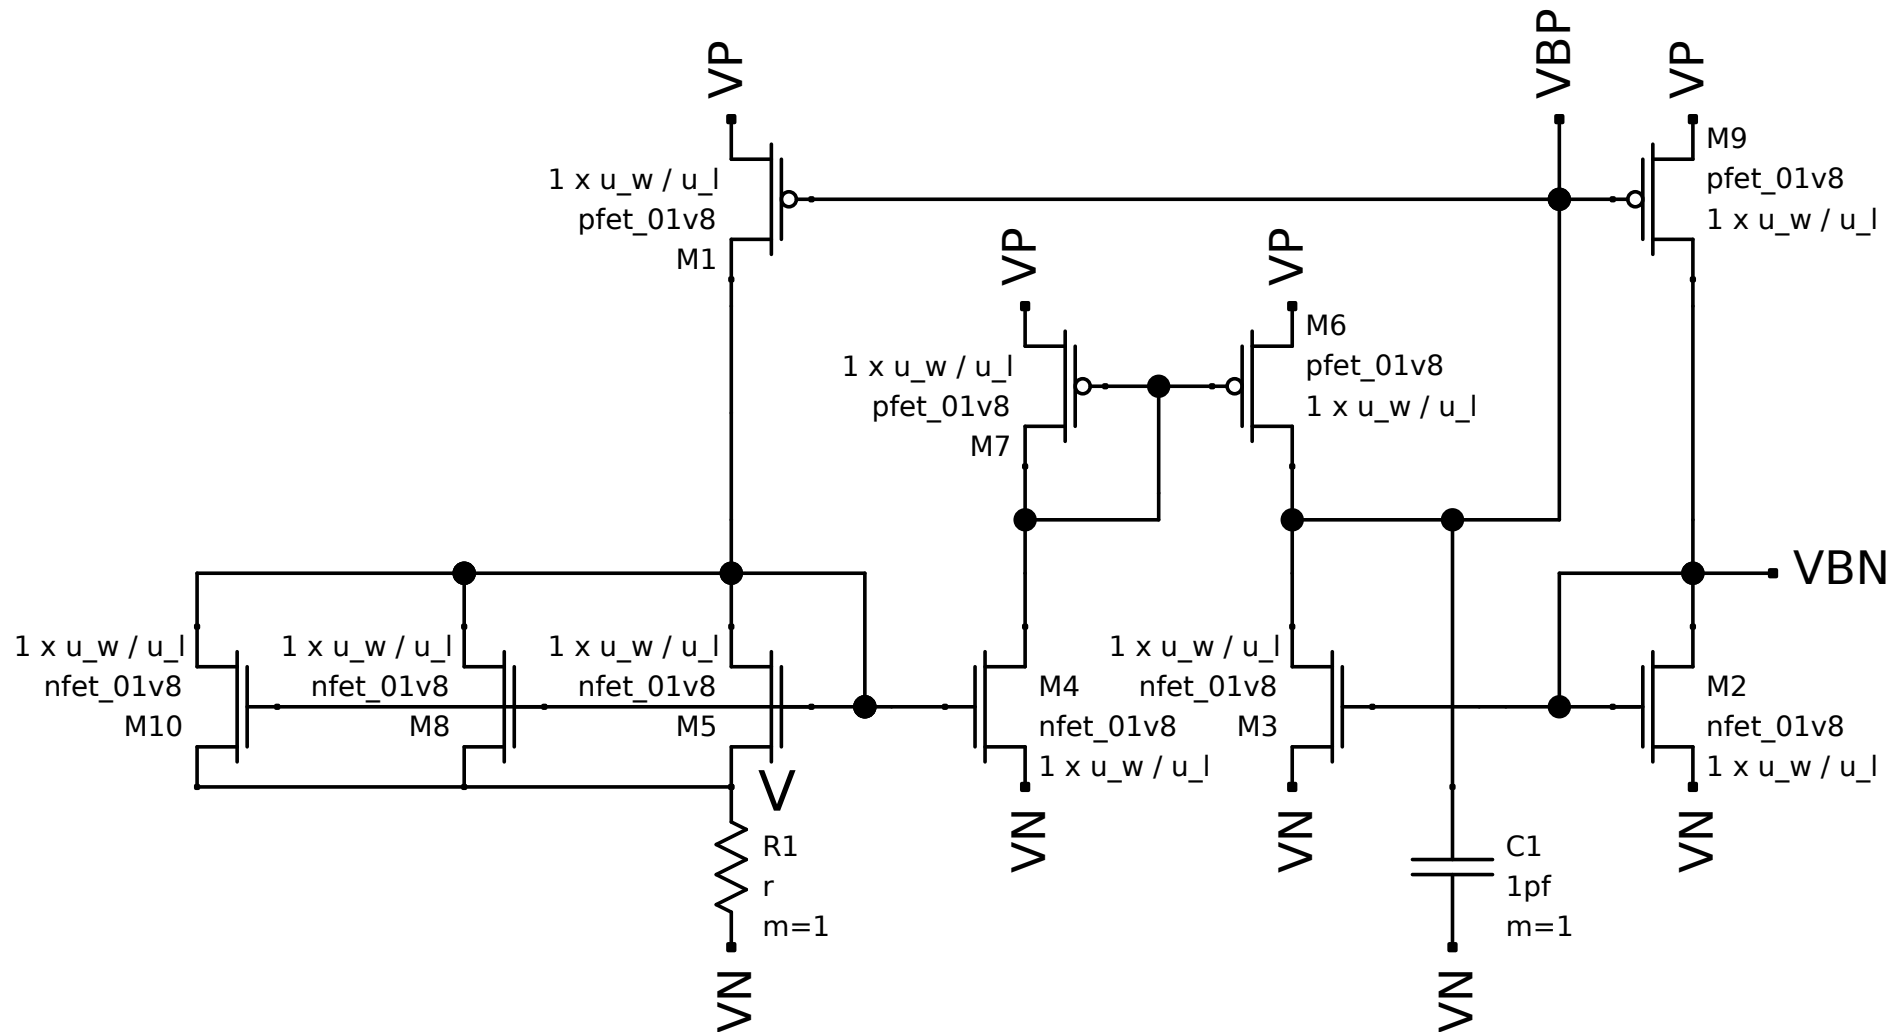 VP
VBP
VP
1 x u_w / u_l
pfet_01v8
M1
M9
pfet_01v8
1 x u_w / u_l
VP
VP
1 x u_w / u_l
pfet_01v8
M7
M6
pfet_01v8
1 x u_w / u_l
VBN
1 x u_w / u_l
nfet_01v8
M10
1 x u_w / u_l
nfet_01v8
M8
1 x u_w / u_l
nfet_01v8
M5
V
M4
nfet_01v8
1 x u_w / u_l
1 x u_w / u_l
nfet_01v8
M3
M2
nfet_01v8
1 x u_w / u_l
VN
VN
VN
R1
r
m=1
C1
1pf
m=1
VN
VN